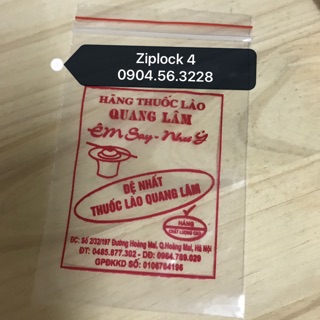 Ziplock 4
0904.56.3228
HÃNG THUỐC LÀO
QUANG LÂM
ÊM Say - Như Ý
ĐỆ NHẤT
THUỐC LÀO QUANG LÂM
HÀNG
CHẤT LƯỢNG CAO
ĐC: Số 2/32/197 Đường Hoàng Mai, Q.Hoàng Mai, Hà Nội
ĐT: 0485.877.302 - DĐ: 0964.789.029
GPĐKKD SỐ: 0106784196